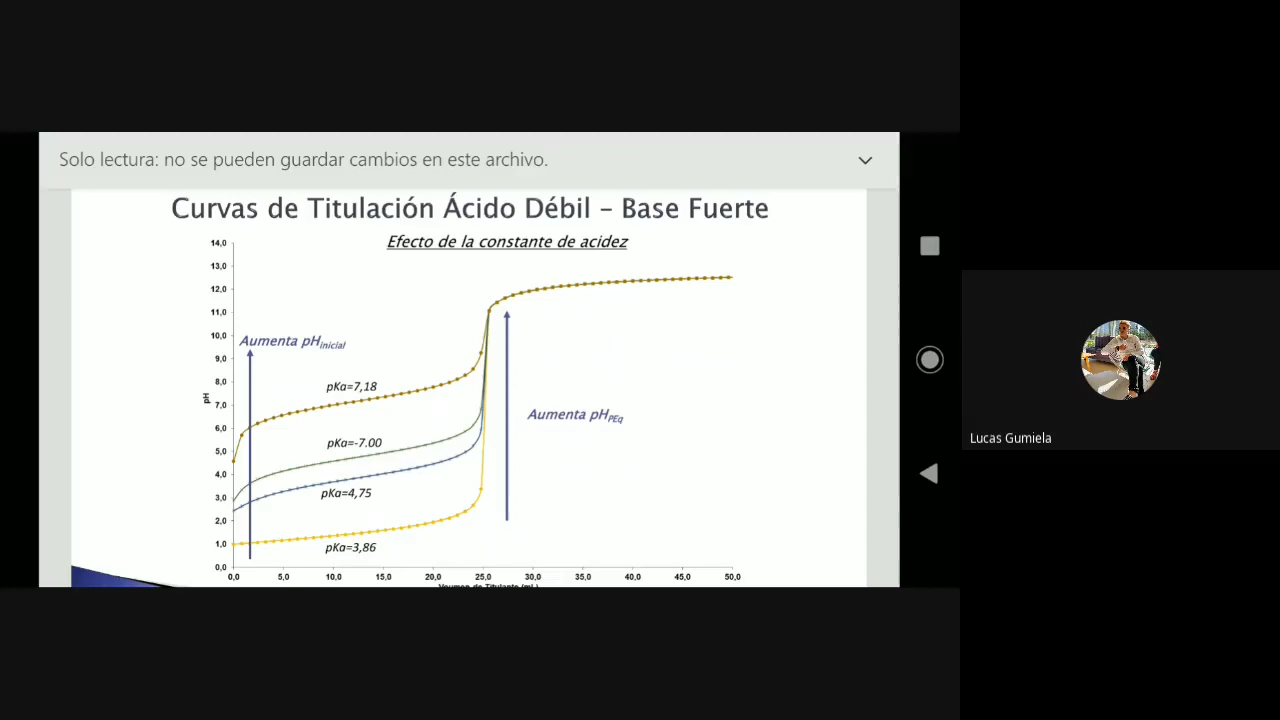 Solo lectura: no se pueden guardar cambios en este archivo.
Curvas de Titulación Ácido Débil – Base Fuerte
Efecto de la constante de acidez
14,0
13,0
12,0
11,0
10,0
9,0
8,0
7,0
6,0
5,0
4,0
3,0
2,0
1,0
0,0
pH
Aumenta pHinicial
pKa=7,18
pKa=-7.00
pKa=4,75
pKa=3,86
Aumenta pHPEq
0,0 5,0 10,0 15,0 20,0 25,0 30,0 35,0 40,0 45,0 50,0
Volumen de Titulante (mL)
Lucas Gumiela